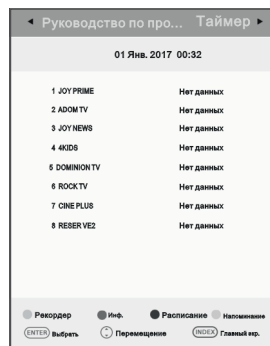 Руководство по про... Таймер
01 Янв. 2017 00:32
1 JOY PRIME Нет данных
2 ADOM TV Нет данных
3 JOY NEWS Нет данных
4 4KIDS Нет данных
5 DOMINION TV Нет данных
6 ROCK TV Нет данных
7 CINE PLUS Нет данных
8 RESER VE2 Нет данных
Рекордер Инф. Расписание Напоминание
ENTER Выбрать Перемещение INDEX Главный екр.